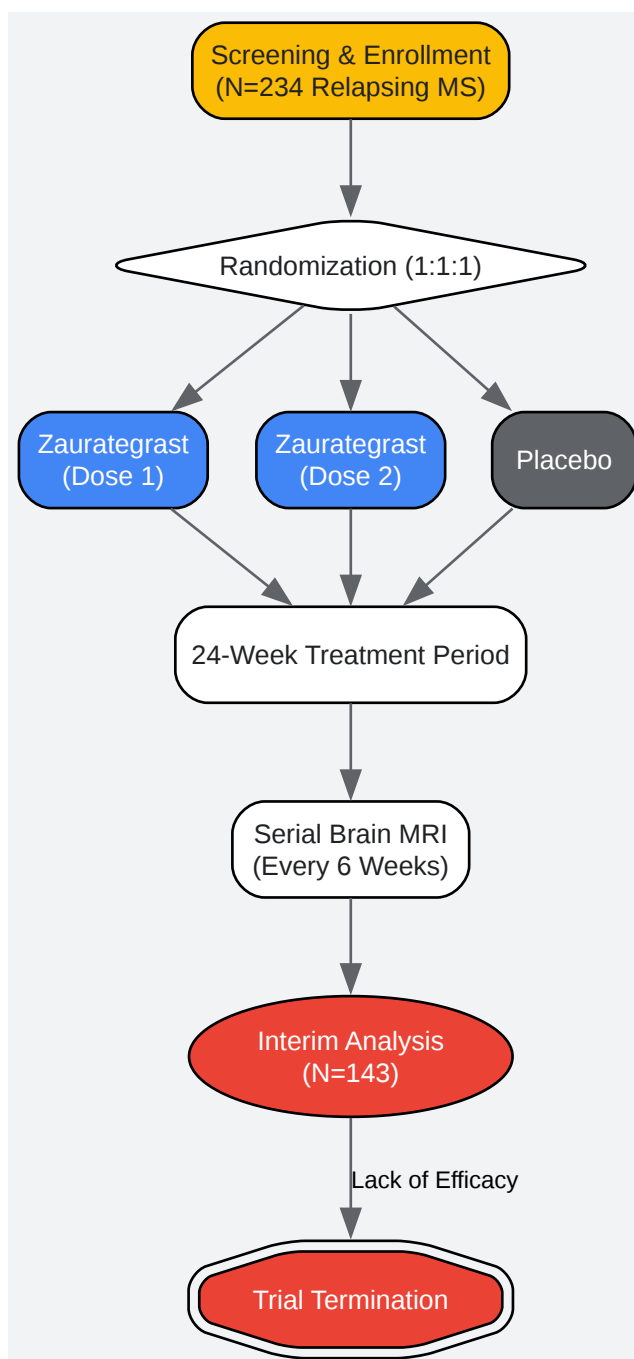 Screening & Enrollment
(N=234 Relapsing MS)
Randomization (1:1:1)
Zaurategrast
(Dose 1)
Zaurategrast
(Dose 2)
Placebo
24-Week Treatment Period
Serial Brain MRI
(Every 6 Weeks)
Interim Analysis
(N=143)
Lack of Efficacy
Trial Termination